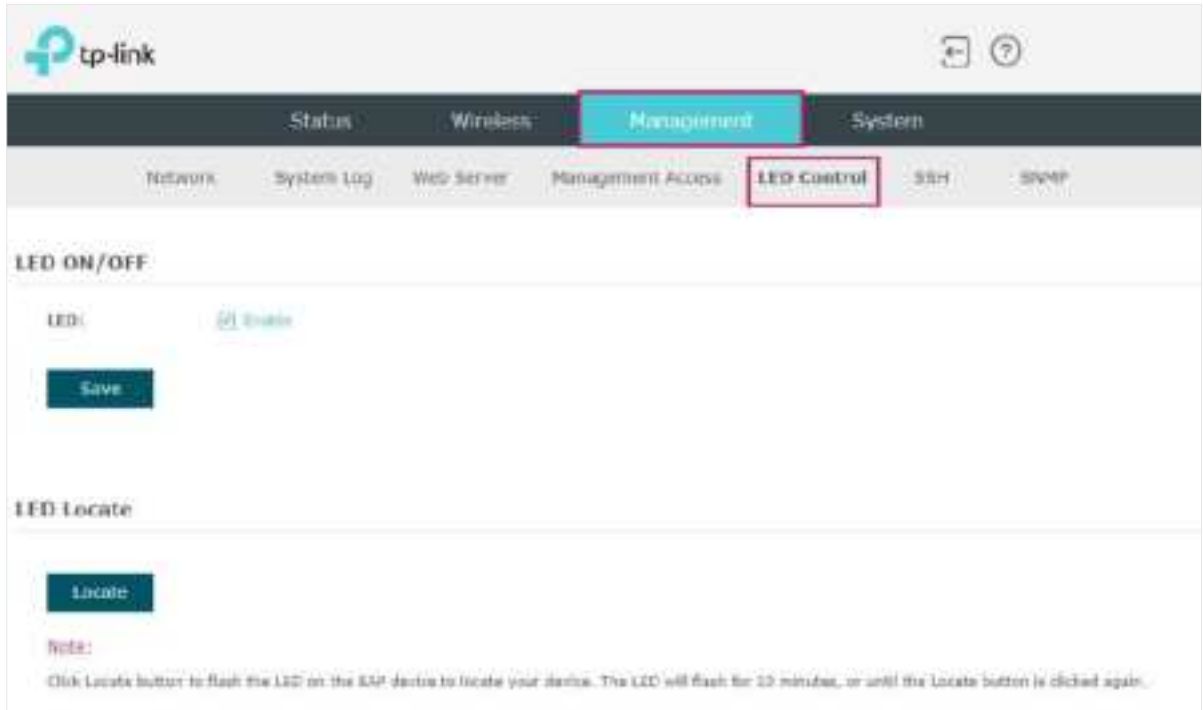 tp-link
Status Wireless Management System
Network System Log Web Server Management Access LED Control SSH SNMP
LED ON/OFF
LED: Enable
Save
LED Locate
Locate
Note:
Click Locate button to flash the LED on the EAP device to locate your device. The LED will flash for 10 minutes, or until the Locate button is clicked again.